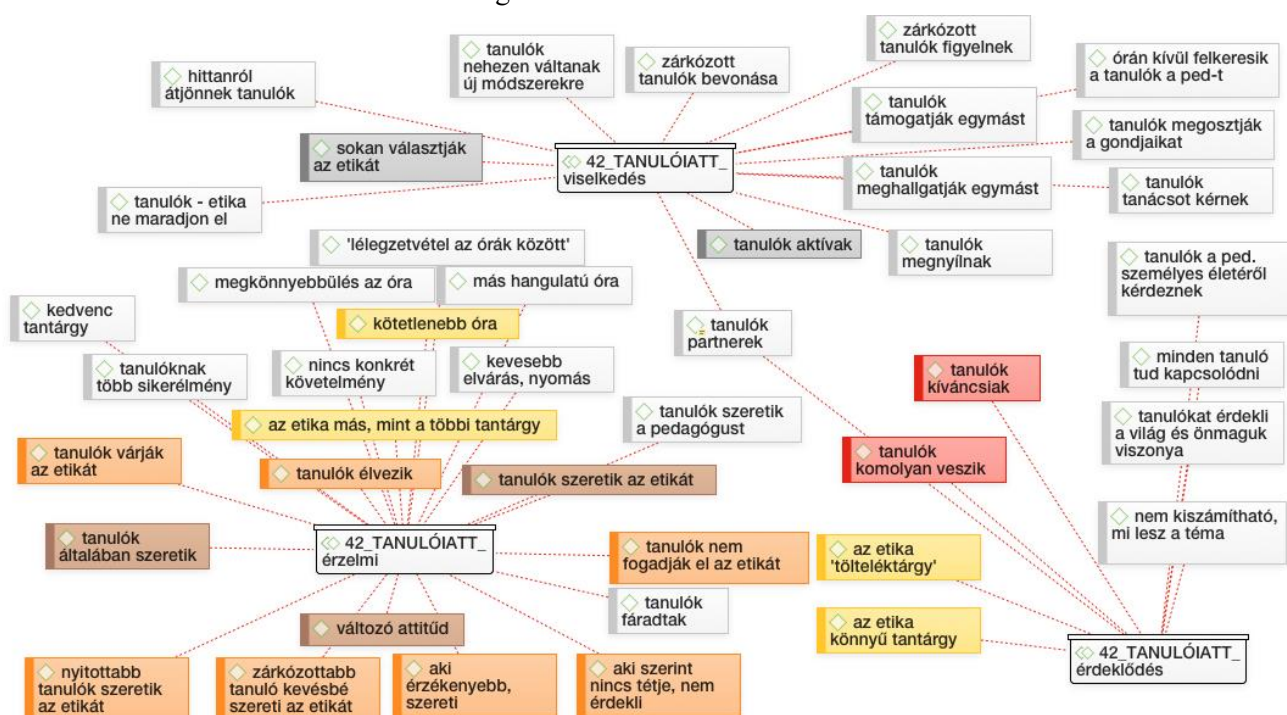 hittanról
átjönnek tanulók
tanulók
nehezen váltanak
új módszerekre
zárkózott
tanulók bevonása
zárkózott
tanulók figyelnek
órán kívül felkeresik
a tanulók a ped-t
tanulók
támogatják egymást
tanulók megosztják
a gondjaikat
sokan választják
az etikát
42_TANULÓIATT_
viselkedés
tanulók
meghallgatják egymást
tanulók
tanácsot kérnek
tanulók - etika
ne maradjon el
tanulók aktívak
tanulók
megnyílnak
'lélegzetvétel az órák között'
megkönnyebbülés az óra
más hangulatú óra
tanulók a ped.
személyes életéről
kérdeznek
kedvenc
tantárgy
kötetlenebb óra
tanulók
partnerek
tanulóknak
több sikerélmény
nincs konkrét
követelmény
kevesebb
elvárás, nyomás
tanulók
kíváncsiak
minden tanuló
tud kapcsolódni
az etika más, mint a többi tantárgy
tanulók szeretik
a pedagógust
tanulókat érdekli
a világ és önmaguk
viszonya
tanulók várják
az etikát
tanulók élvezik
tanulók szeretik az etikát
tanulók
komolyan veszik
tanulók
általában szeretik
42_TANULÓIATT_
érzelmi
tanulók nem
fogadják el az etikát
az etika
'tölteléktárgy'
nem kiszámítható,
mi lesz a téma
tanulók
fáradtak
az etika
könnyű tantárgy
változó attitűd
42_TANULÓIATT_
érdeklődés
nyitottabb
tanulók szeretik
az etikát
zárkózottabb
tanuló kevésbé
szereti az etikát
aki
érzékenyebb,
szereti
aki szerint
nincs tétje, nem
érdekli